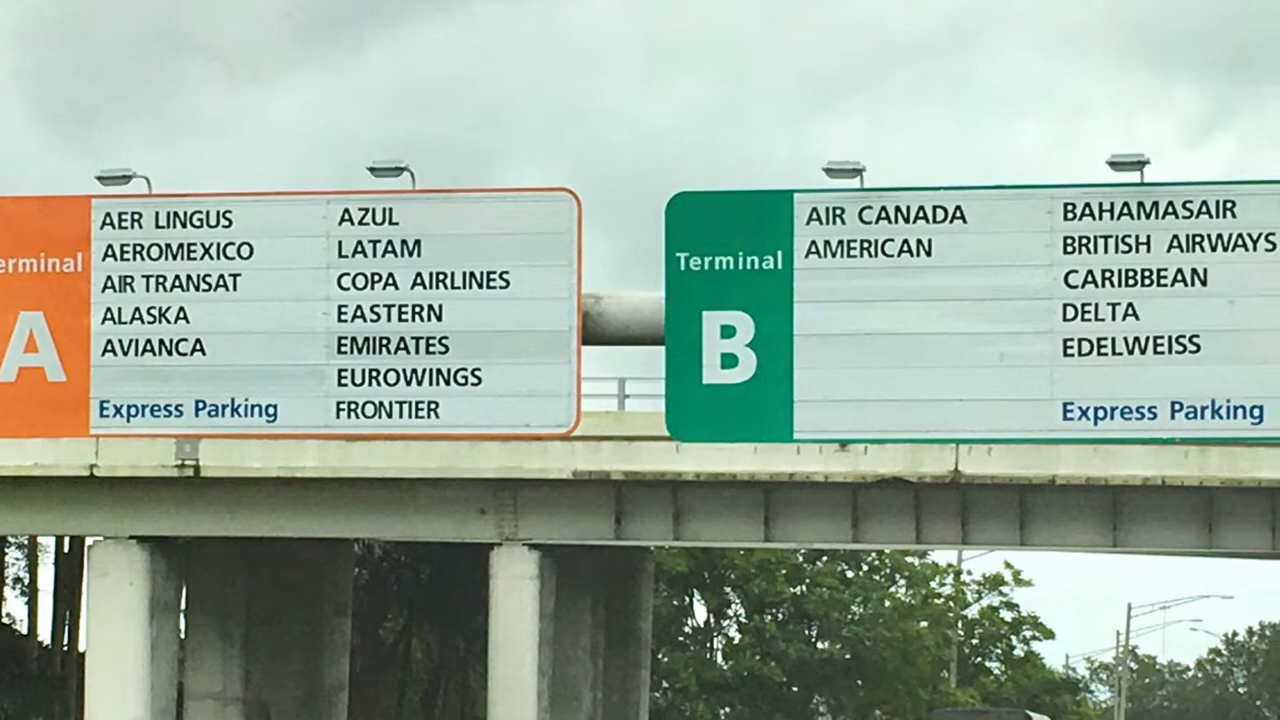 erminal
A
AER LINGUS
AEROMEXICO
AIR TRANSAT
ALASKA
AVIANCA
Express Parking
AZUL
LATAM
COPA AIRLINES
EASTERN
EMIRATES
EUROWINGS
FRONTIER
Terminal
B
AIR CANADA
AMERICAN
BAHAMASAIR
BRITISH AIRWAYS
CARIBBEAN
DELTA
EDELWEISS
Express Parking